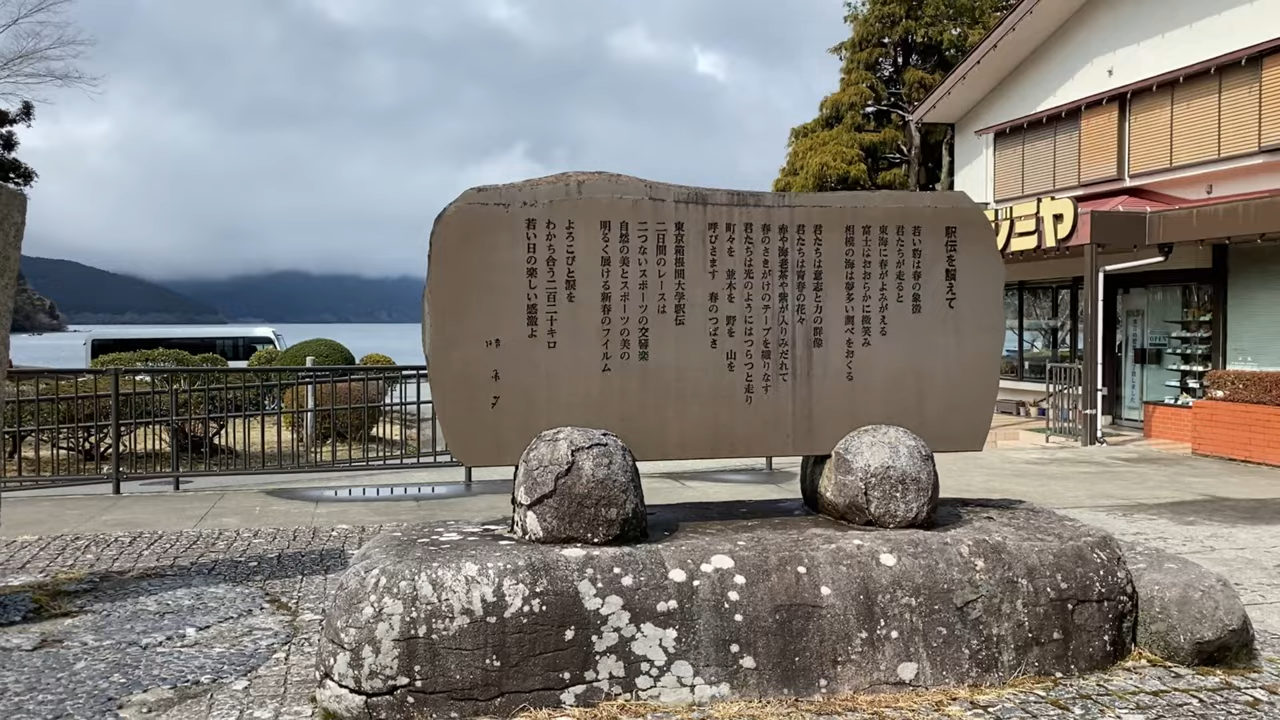 駅伝を讃えて
若い豹は春の象徴
君たちが走ると
東海に春がよみがえる
富士はおおらかに微笑み
相模の海は夢多い調べをおくる
君たちは意志と力の群像
君たちは青春の花々
赤や海老茶や紫が入りみだれて
春のさきがけのテープを織りなす
君たちは光のようにはつらつと走り
町々を 並木を 野を 山を
呼びさます 春のつばさ
東京箱根間大学駅伝
二日間のレースは
二つないスポーツの交響楽
自然の美とスポーツの美の
明るく展ける新春のフイルム
よろこびと涙を
わかち合う二百二十キロ
若い日の楽しい感激よ
ジミヤ
OPEN